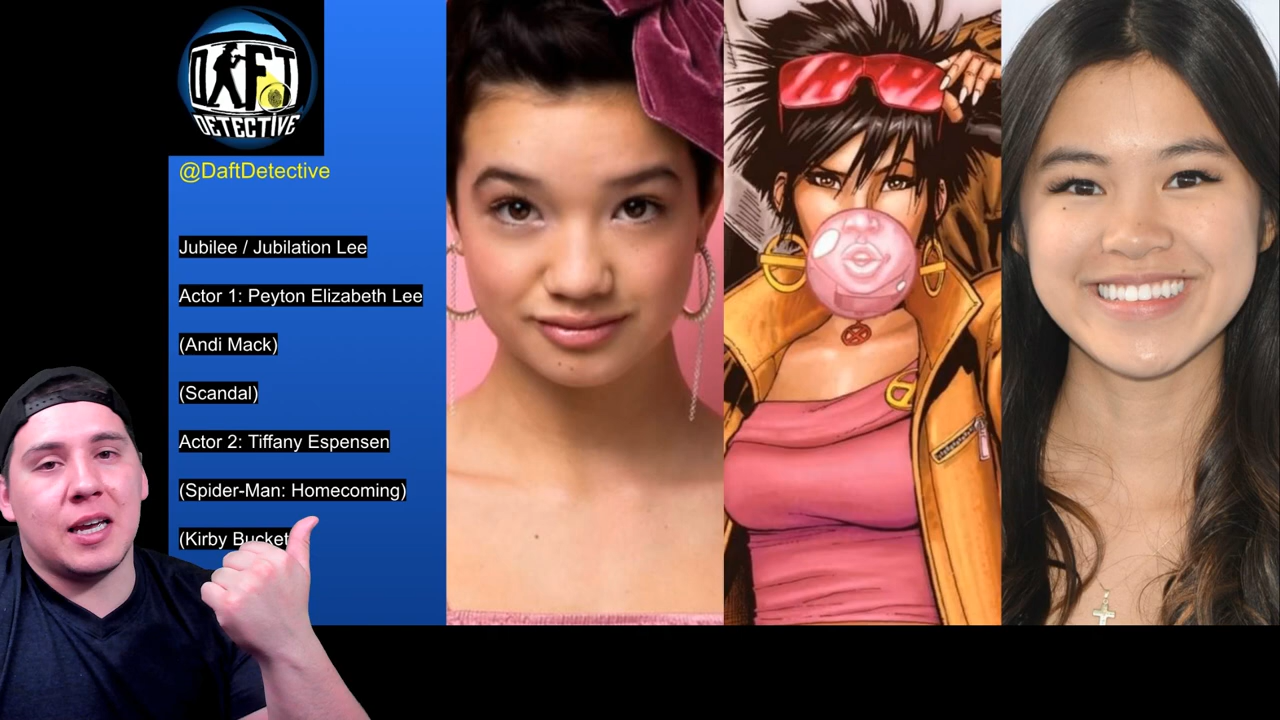 DAFT
DETECTIVE
@DaftDetective
Jubilee / Jubilation Lee
Actor 1: Peyton Elizabeth Lee
(Andi Mack)
(Scandal)
Actor 2: Tiffany Espensen
(Spider-Man: Homecoming)
(Kirby Bucket